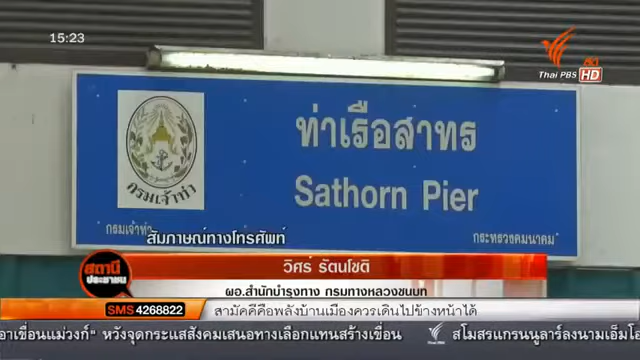 15:23
สด
Thai PBS HD
ท่าเรือสาทร
Sathorn Pier
กรมเจ้าท่า
กรมเจ้าท่า
กระทรวงคมนาคม
สัมภาษณ์ทางโทรศัพท์
สถานี
ประชาชน
วิศร์ รัตนโชติ
ผอ.สำนักบำรุงทาง กรมทางหลวงชนบท
SMS 4268822 สามัคคีคือพลังบ้านเมืองควรเดินไปข้างหน้าได้
อาเขื่อนแม่วงก์" หวังจุดกระแสสังคมเสนอทางเลือกแทนสร้างเขื่อน สโมสรแกรนนูลาร์ลงนามเอ็มโอ